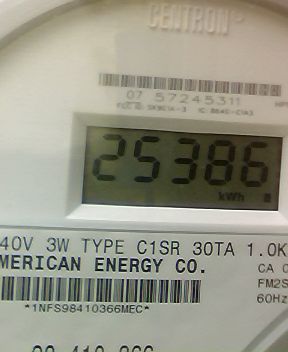 CENTRON
07 57245311
25386
kWh
40V 3W TYPE C1SR 30TA 1.0K
MERICAN ENERGY CO.
CA 0
FM2S
60Hz
*1NFS98410366MEC*